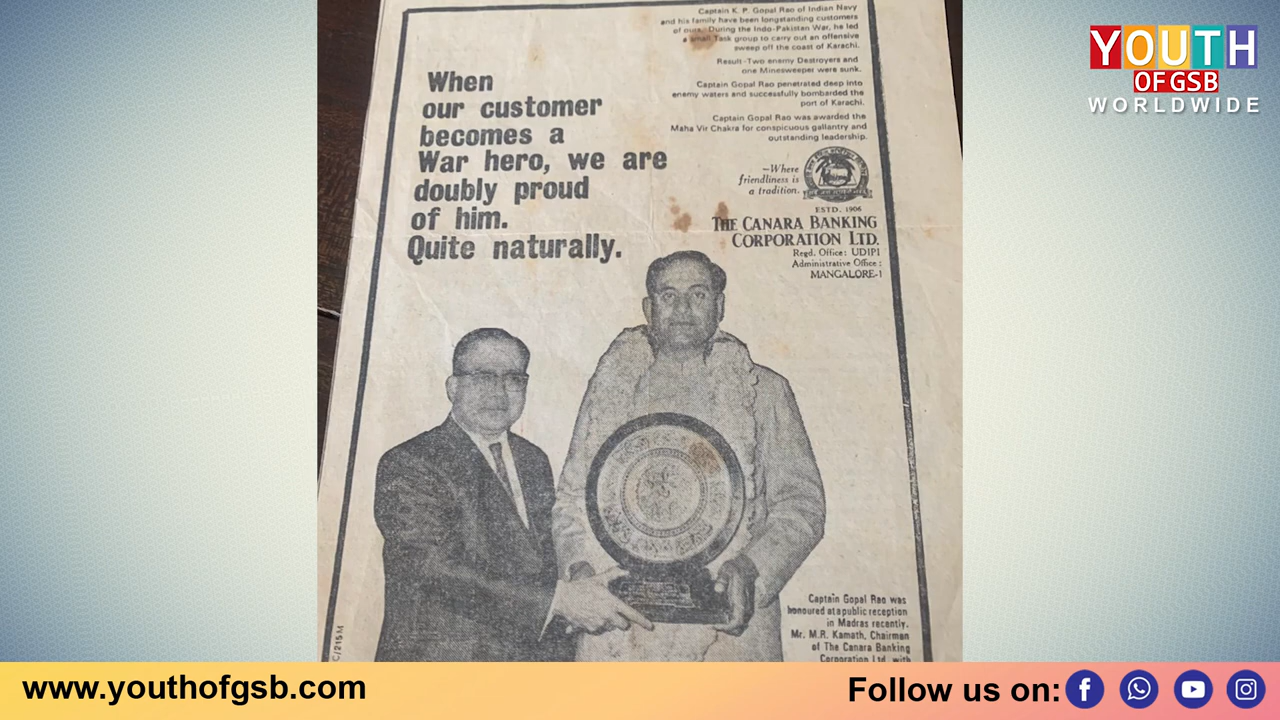 When
our customer
becomes a
War hero, we are
doubly proud
of him.
Quite naturally.
Captain K. P. Gopal Rao of Indian Navy
and his family have been longstanding customers
of ours. During the Indo-Pakistan War, he led
a small Task group to carry out an offensive
sweep off the coast of Karachi.
Result-Two enemy Destroyers and
one Minesweeper were sunk.
Captain Gopal Rao penetrated deep into
enemy waters and successfully bombarded the
port of Karachi.
Captain Gopal Rao was awarded the
Maha Vir Chakra for conspicuous gallantry and
outstanding leadership.
—Where
friendliness is
a tradition.
ESTD. 1906
THE CANARA BANKING
CORPORATION LTD.
Regd. Office: UDIPI
Administrative Office:
MANGALORE-1
Captain Gopal Rao was
honoured at a public reception
in Madras recently.
Mr. M.R. Kamath, Chairman
of The Canara Banking
Corporation Ltd. with
C/215M
YOUTH
OF GSB
WORLDWIDE
www.youthofgsb.com
Follow us on: